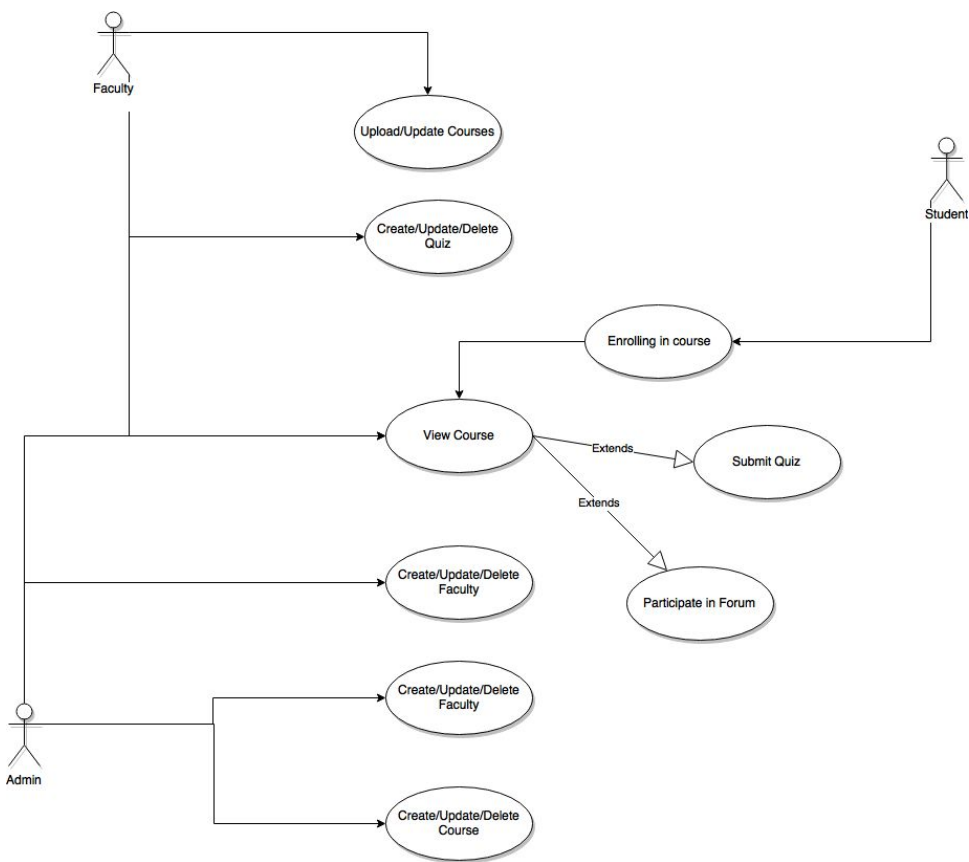 Faculty
Upload/Update Courses
Student
Create/Update/Delete
Quiz
Enrolling in course
View Course
Extends
Submit Quiz
Extends
Create/Update/Delete
Faculty
Participate in Forum
Create/Update/Delete
Faculty
Admin
Create/Update/Delete
Course